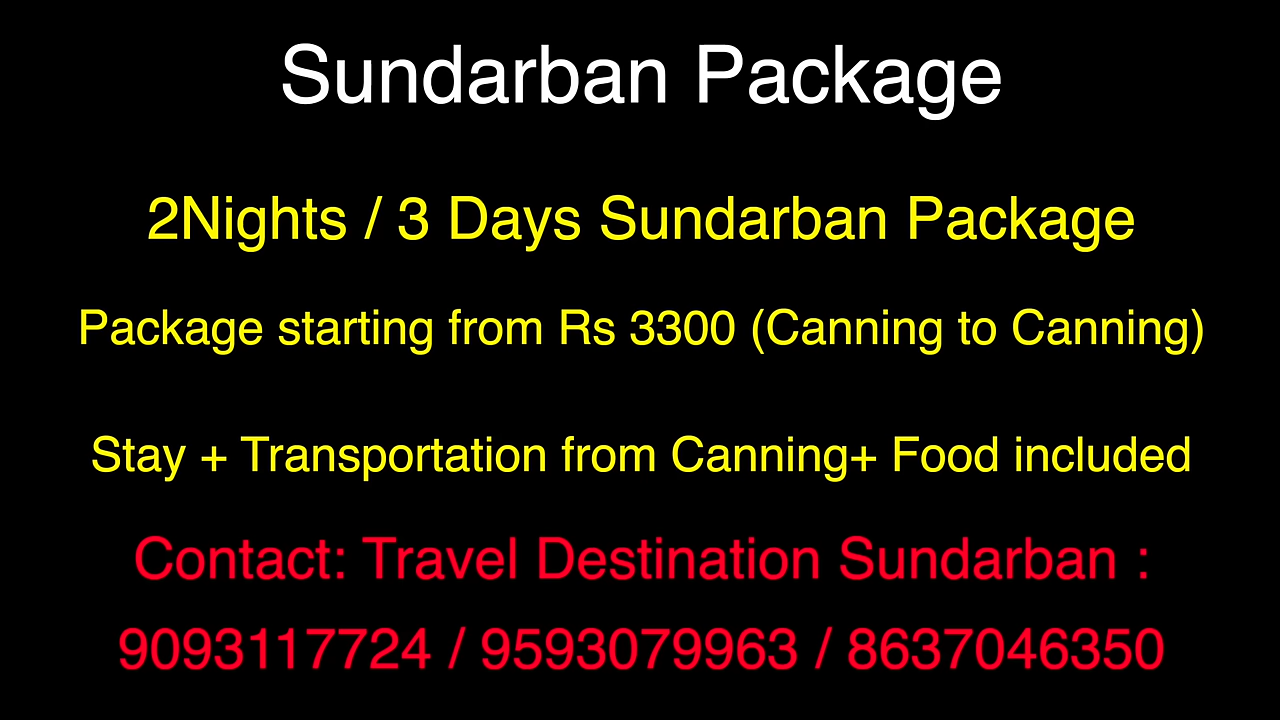 Sundarban Package
2Nights / 3 Days Sundarban Package
Package starting from Rs 3300 (Canning to Canning)
Stay + Transportation from Canning+ Food included
Contact: Travel Destination Sundarban :
9093117724 / 9593079963 / 8637046350